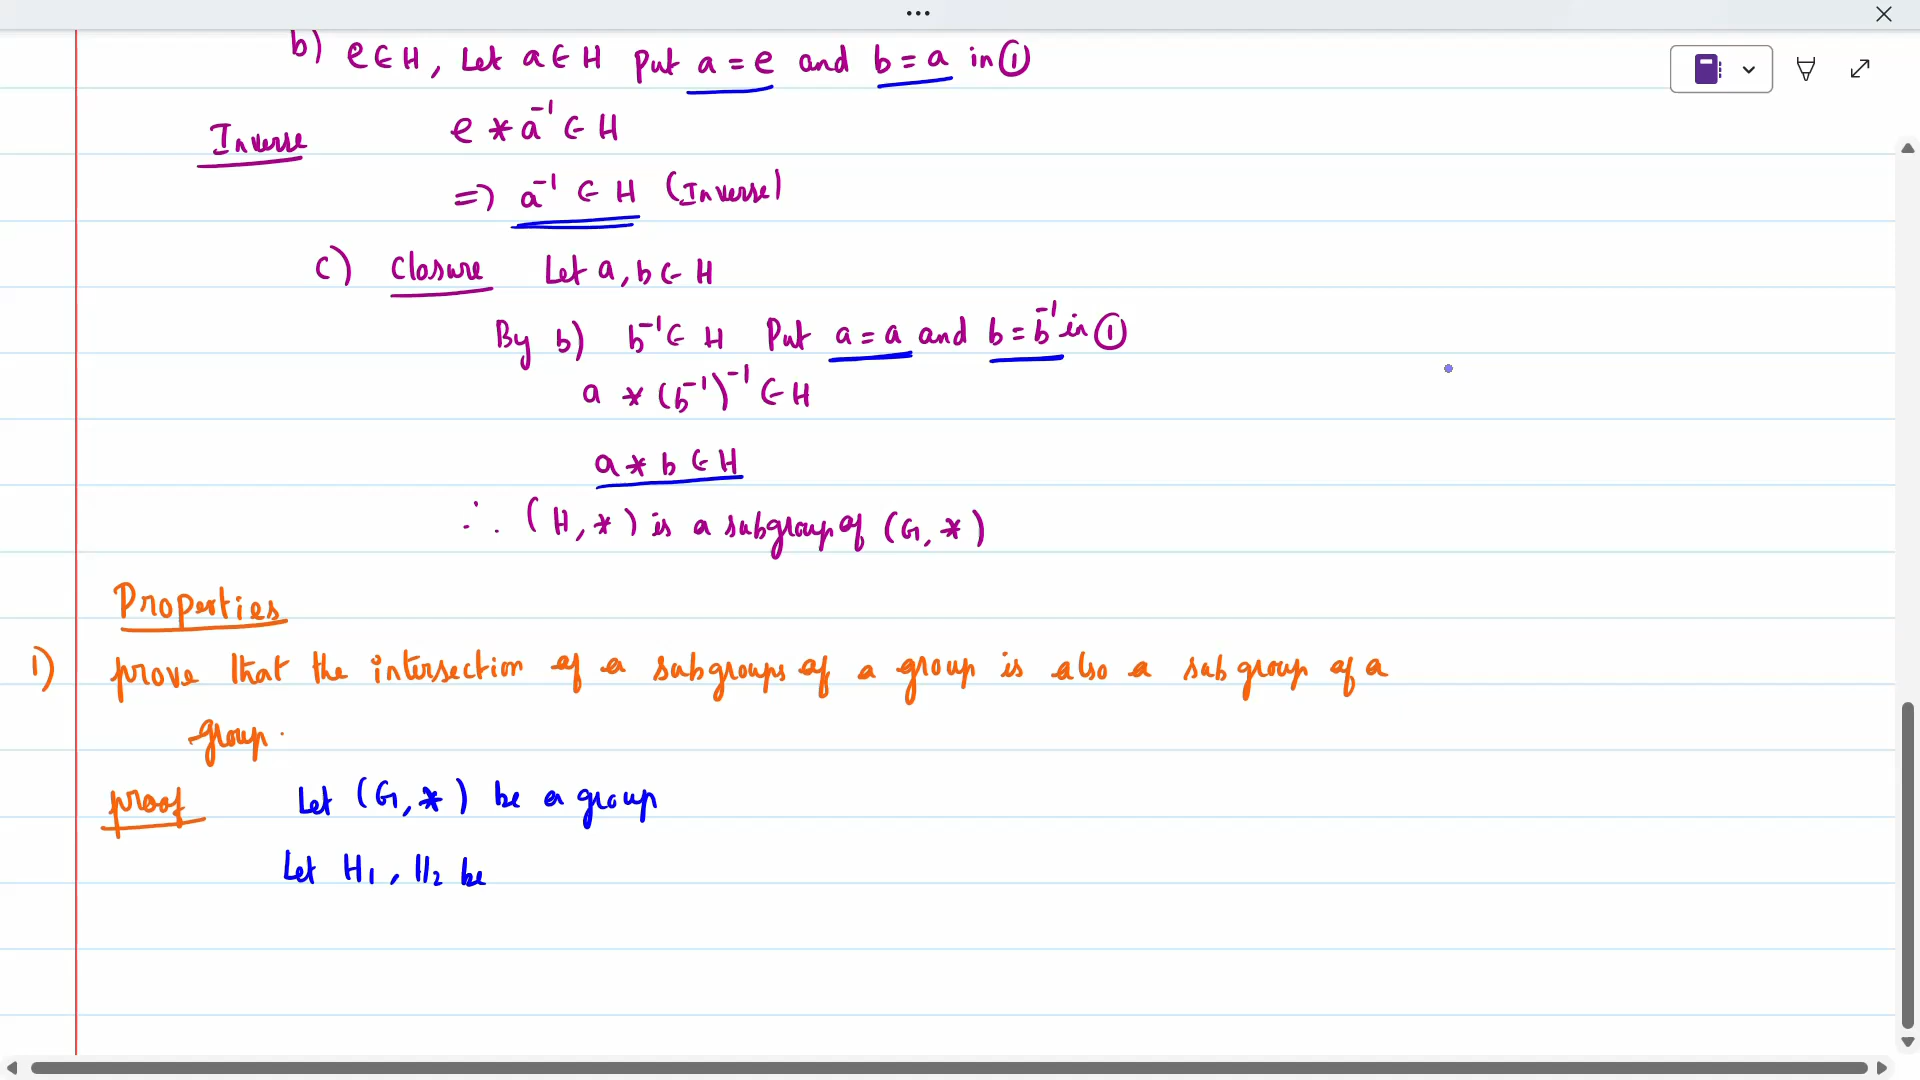 b) e∈H, Let a∈H Put a = e and b = a in ①
Inverse e * a⁻¹ ∈ H
=> a⁻¹ ∈ H (Inverse)
c) Closure Let a, b ∈ H
By b) b⁻¹ ∈ H Put a = a and b = b⁻¹ in ①
a * (b⁻¹)⁻¹ ∈ H
a * b ∈ H
∴ (H, *) is a subgroup of (G, *)
Properties
1) prove that the intersection of a subgroups of a group is also a subgroup of a
group.
proof Let (G, *) be a group
Let H₁, H₂ be